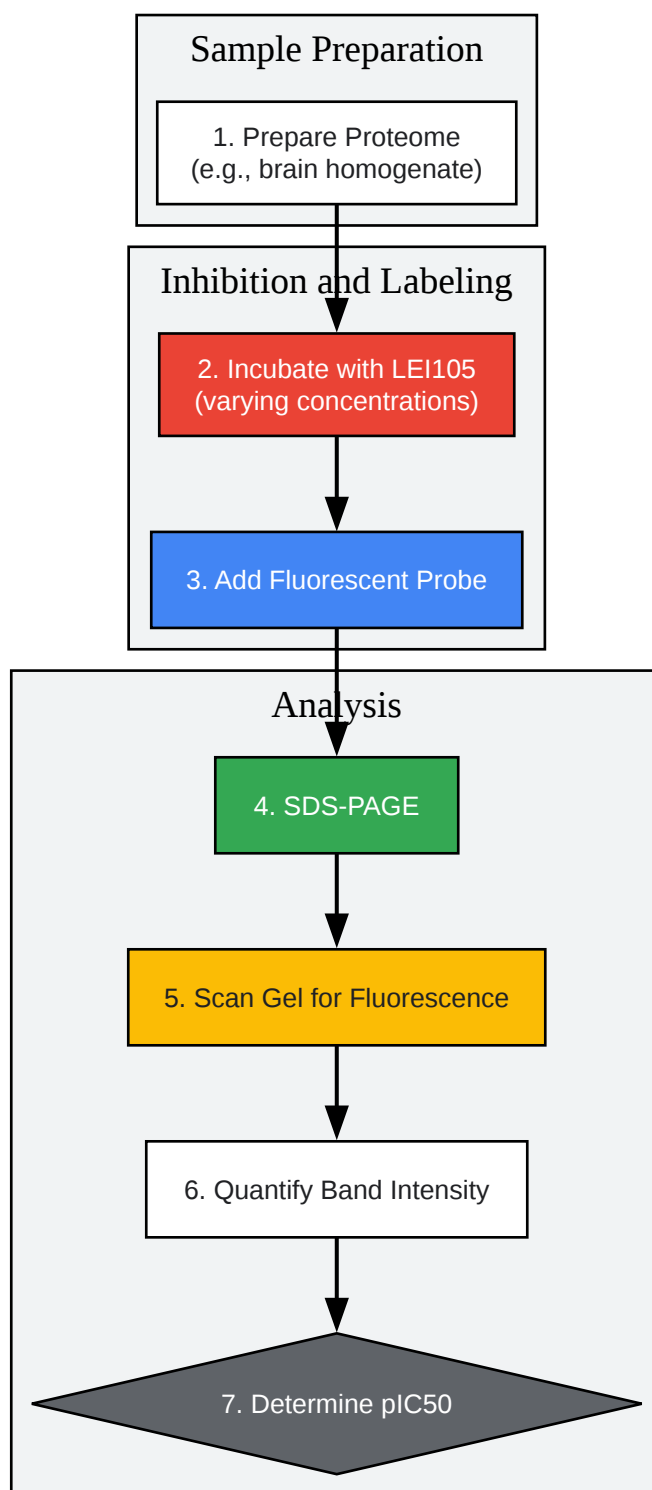 Sample Preparation
1. Prepare Proteome
(e.g., brain homogenate)
Inhibition and Labeling
2. Incubate with LEI105
(varying concentrations)
3. Add Fluorescent Probe
Analysis
4. SDS-PAGE
5. Scan Gel for Fluorescence
6. Quantify Band Intensity
7. Determine pIC50